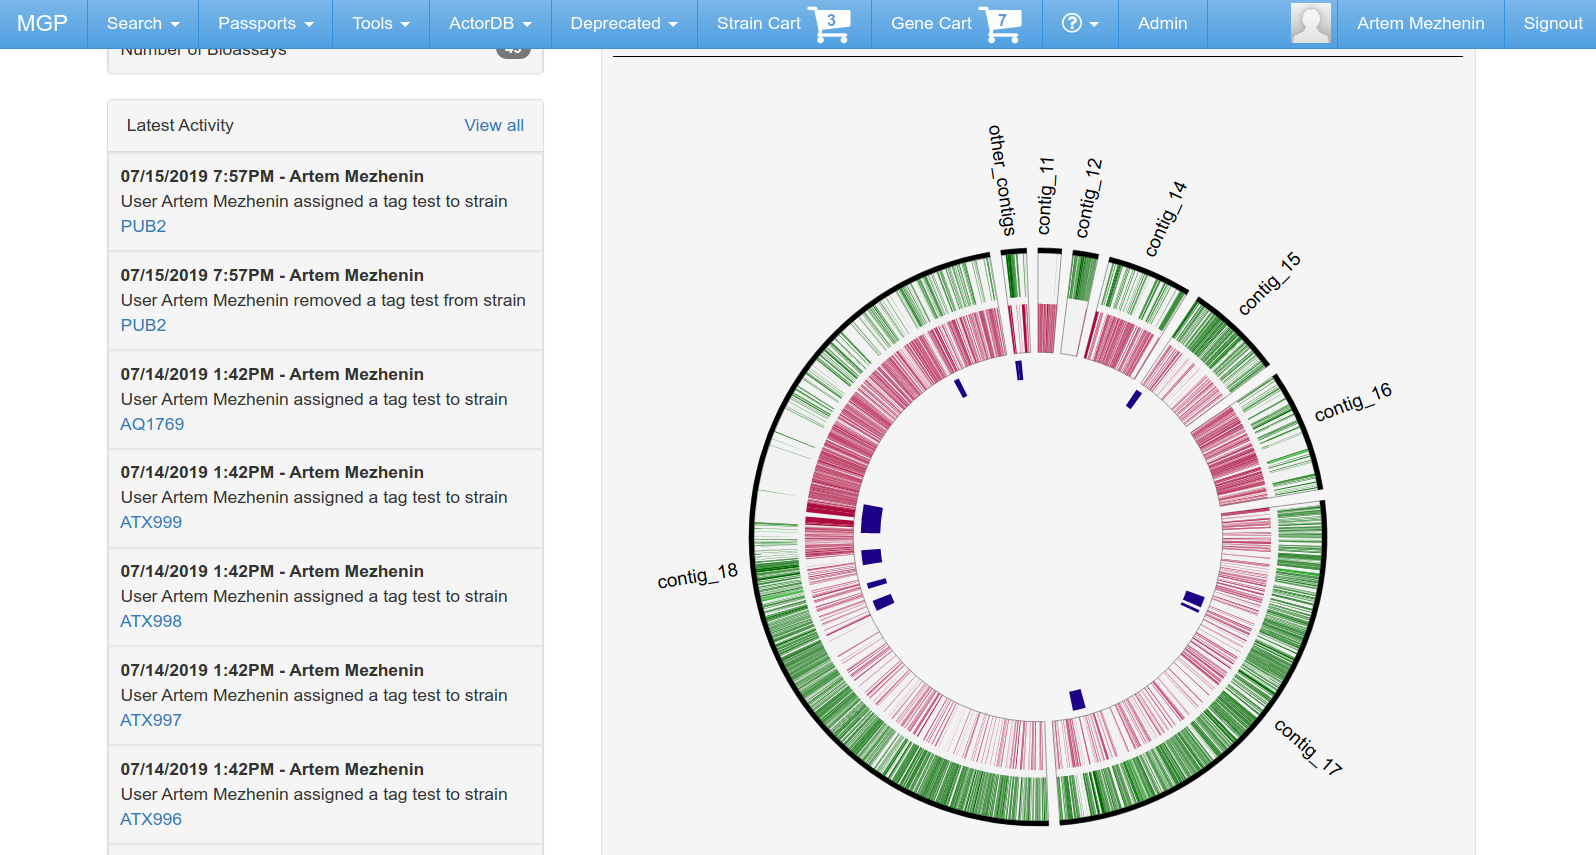 MGP Search Passports Tools ActorDB Deprecated Strain Cart 3 Gene Cart 7 ? Admin Artem Mezhenin Signout
Number of Bioassays 49
Latest Activity View all
07/15/2019 7:57PM - Artem Mezhenin
User Artem Mezhenin assigned a tag test to strain
PUB2
07/15/2019 7:57PM - Artem Mezhenin
User Artem Mezhenin removed a tag test from strain
PUB2
07/14/2019 1:42PM - Artem Mezhenin
User Artem Mezhenin assigned a tag test to strain
AQ1769
07/14/2019 1:42PM - Artem Mezhenin
User Artem Mezhenin assigned a tag test to strain
ATX999
07/14/2019 1:42PM - Artem Mezhenin
User Artem Mezhenin assigned a tag test to strain
ATX998
07/14/2019 1:42PM - Artem Mezhenin
User Artem Mezhenin assigned a tag test to strain
ATX997
07/14/2019 1:42PM - Artem Mezhenin
User Artem Mezhenin assigned a tag test to strain
ATX996
other_contigs
contig_11
contig_12
contig_14
contig_15
contig_16
contig_17
contig_18